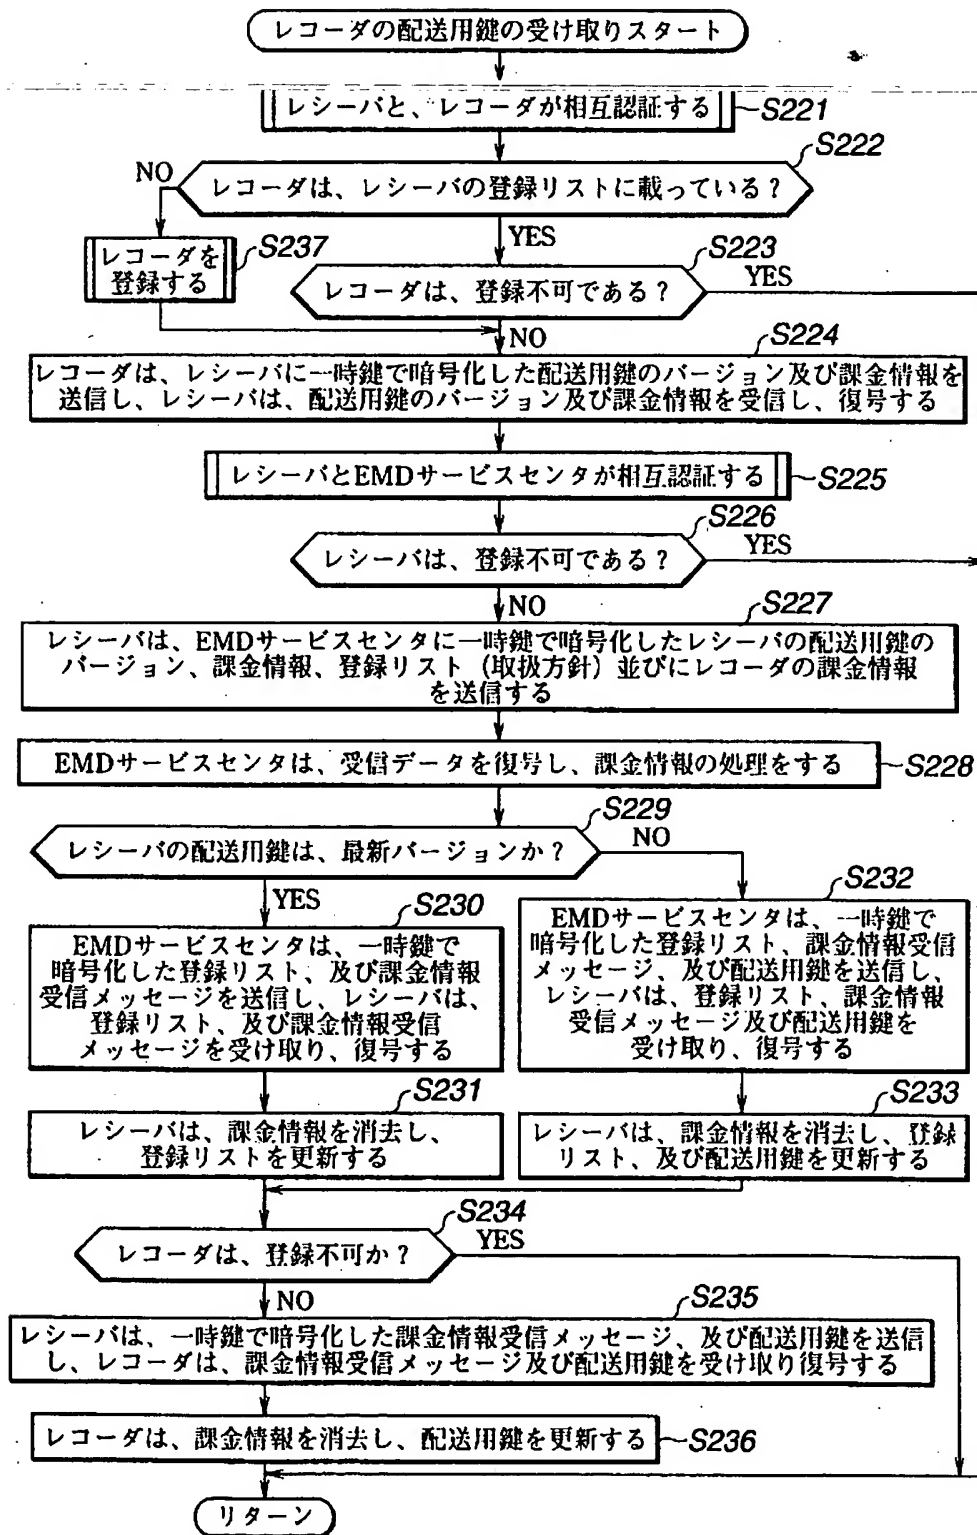 レコーダの配送用鍵の受け取りスタート
レシーバと、レコーダが相互認証する
S221
S222
レコーダは、レシーバの登録リストに載っている?
NO
YES
S237
レコーダを
登録する
S223
レコーダは、登録不可である?
YES
NO
S224
レコーダは、レシーバに一時鍵で暗号化した配送用鍵のバージョン及び課金情報を
送信し、レシーバは、配送用鍵のバージョン及び課金情報を受信し、復号する
レシーバとEMDサービスセンタが相互認証する
S225
S226
レシーバは、登録不可である?
YES
NO
S227
レシーバは、EMDサービスセンタに一時鍵で暗号化したレシーバの配送用鍵の
バージョン、課金情報、登録リスト(取扱方針)並びにレコーダの課金情報
を送信する
EMDサービスセンタは、受信データを復号し、課金情報の処理をする
S228
S229
レシーバの配送用鍵は、最新バージョンか?
NO
YES
S230
EMDサービスセンタは、一時鍵で
暗号化した登録リスト、及び課金情報
受信メッセージを送信し、レシーバは、
登録リスト、及び課金情報受信
メッセージを受け取り、復号する
S232
EMDサービスセンタは、一時鍵で
暗号化した登録リスト、課金情報受信
メッセージ、及び配送用鍵を送信し、
レシーバは、登録リスト、課金情報
受信メッセージ及び配送用鍵を
受け取り、復号する
S231
レシーバは、課金情報を消去し、
登録リストを更新する
S233
レシーバは、課金情報を消去し、登録
リスト、及び配送用鍵を更新する
S234
レコーダは、登録不可か?
YES
NO
S235
レシーバは、一時鍵で暗号化した課金情報受信メッセージ、及び配送用鍵を送信
し、レコーダは、課金情報受信メッセージ及び配送用鍵を受け取り復号する
レコーダは、課金情報を消去し、配送用鍵を更新する
S236
リターン